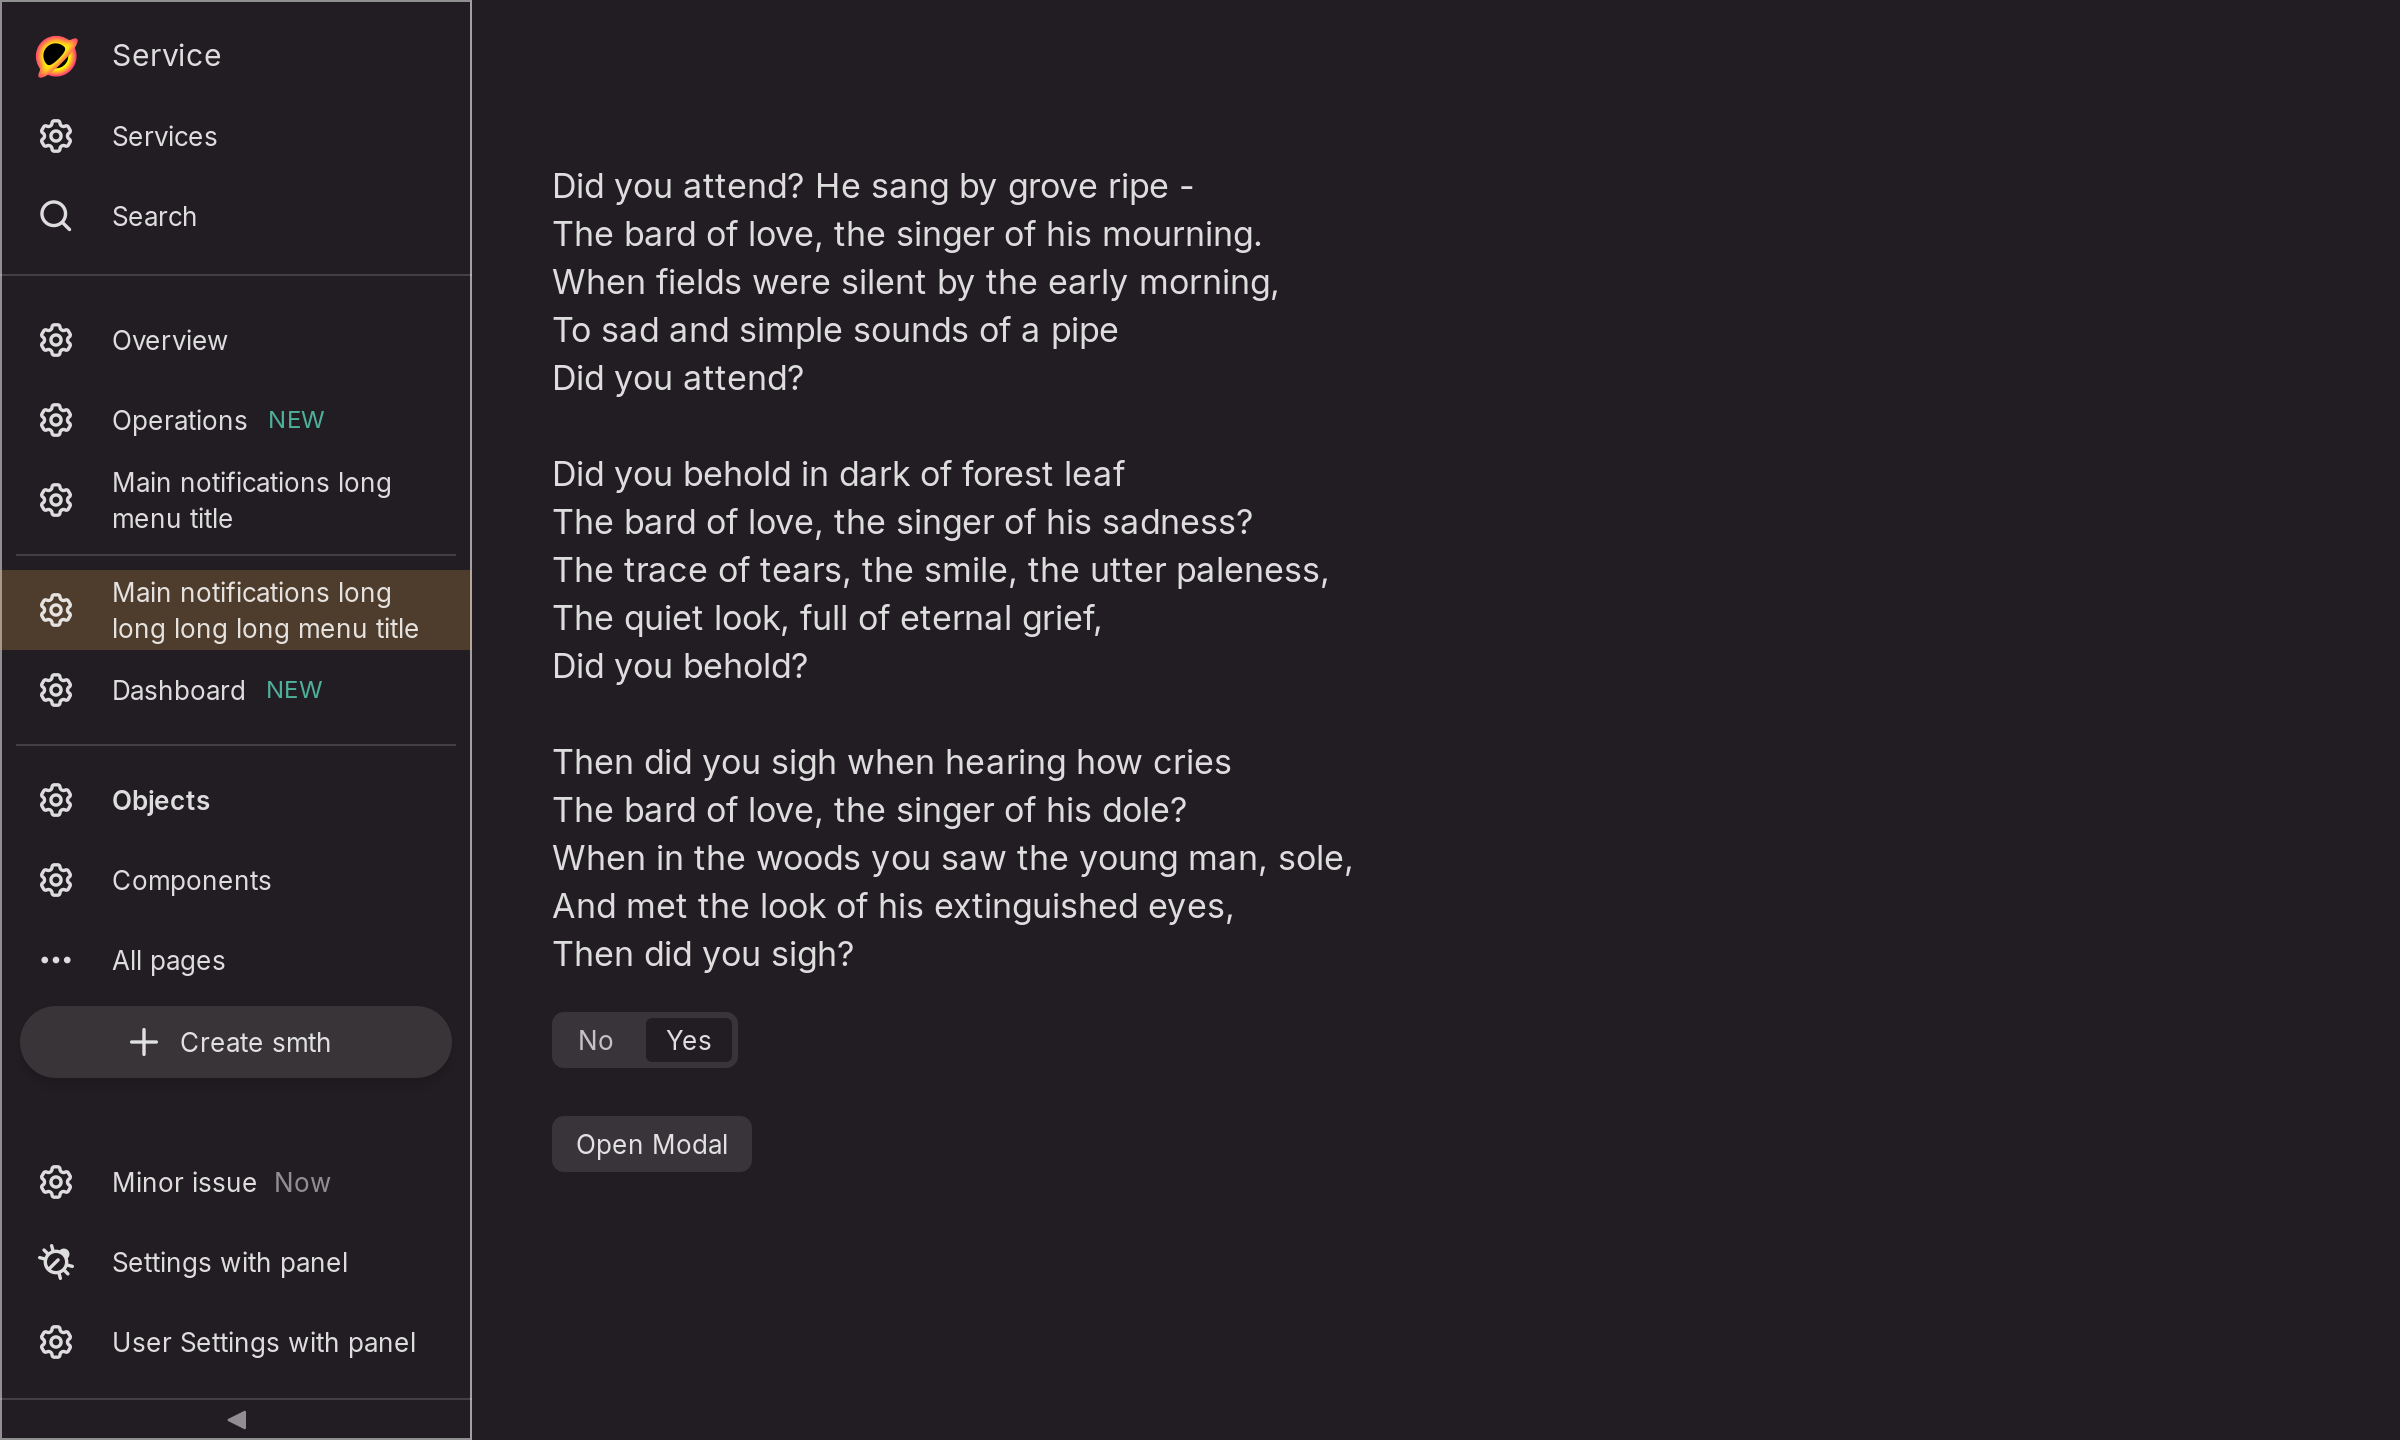 Service
Services
Search
Overview
Operations NEW
Main notifications long
menu title
Main notifications long
long long long menu title
Dashboard NEW
Objects
Components
All pages
Create smth
Minor issue Now
Settings with panel
User Settings with panel
Did you attend? He sang by grove ripe -
The bard of love, the singer of his mourning.
When fields were silent by the early morning,
To sad and simple sounds of a pipe
Did you attend?
Did you behold in dark of forest leaf
The bard of love, the singer of his sadness?
The trace of tears, the smile, the utter paleness,
The quiet look, full of eternal grief,
Did you behold?
Then did you sigh when hearing how cries
The bard of love, the singer of his dole?
When in the woods you saw the young man, sole,
And met the look of his extinguished eyes,
Then did you sigh?
No Yes
Open Modal